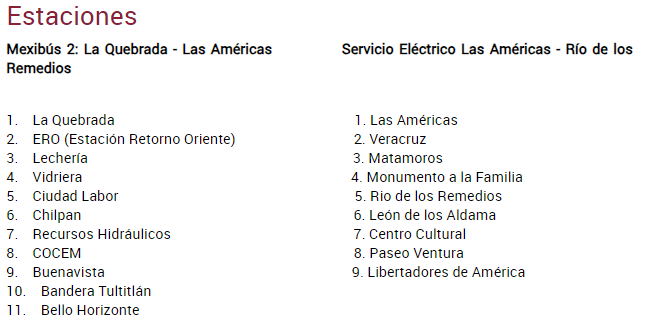 Estaciones
Mexibús 2: La Quebrada - Las Américas Servicio Eléctrico Las Américas - Río de los
Remedios
1. La Quebrada
2. ERO (Estación Retorno Oriente)
3. Lechería
4. Vidriera
5. Ciudad Labor
6. Chilpan
7. Recursos Hidráulicos
8. COCEM
9. Buenavista
10. Bandera Tultitlán
11. Bello Horizonte
1. Las Américas
2. Veracruz
3. Matamoros
4. Monumento a la Familia
5. Rio de los Remedios
6. León de los Aldama
7. Centro Cultural
8. Paseo Ventura
9. Libertadores de América